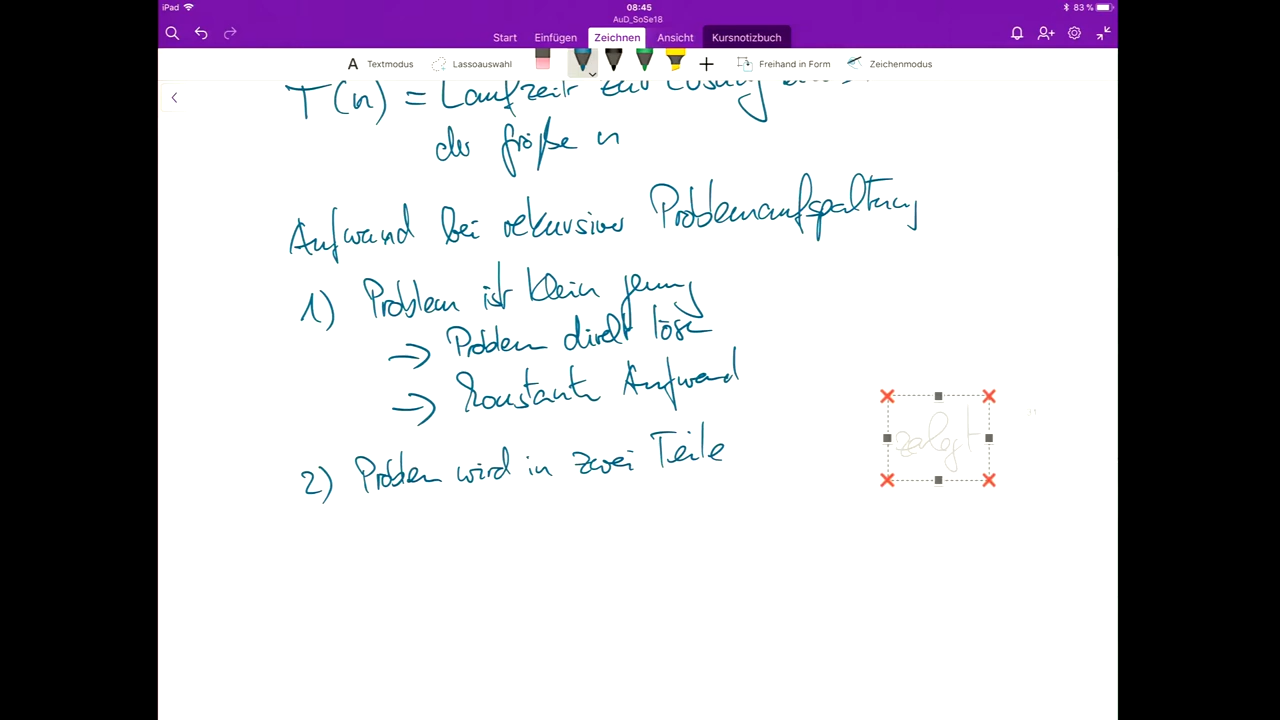 iPad 08:45 83 %
AuD_SoSe18
Start Einfügen Zeichnen Ansicht Kursnotizbuch
A Textmodus Lassoauswahl Freihand in Form Zeichenmodus
T(n) = Laufzeit zur Lösung
der Größe n
Aufwand bei rekursiver Problemaufspaltung
1) Problem ist klein genug
→ Problem direkt lösen
→ Konstanter Aufwand
2) Problem wird in zwei Teile
zerlegt